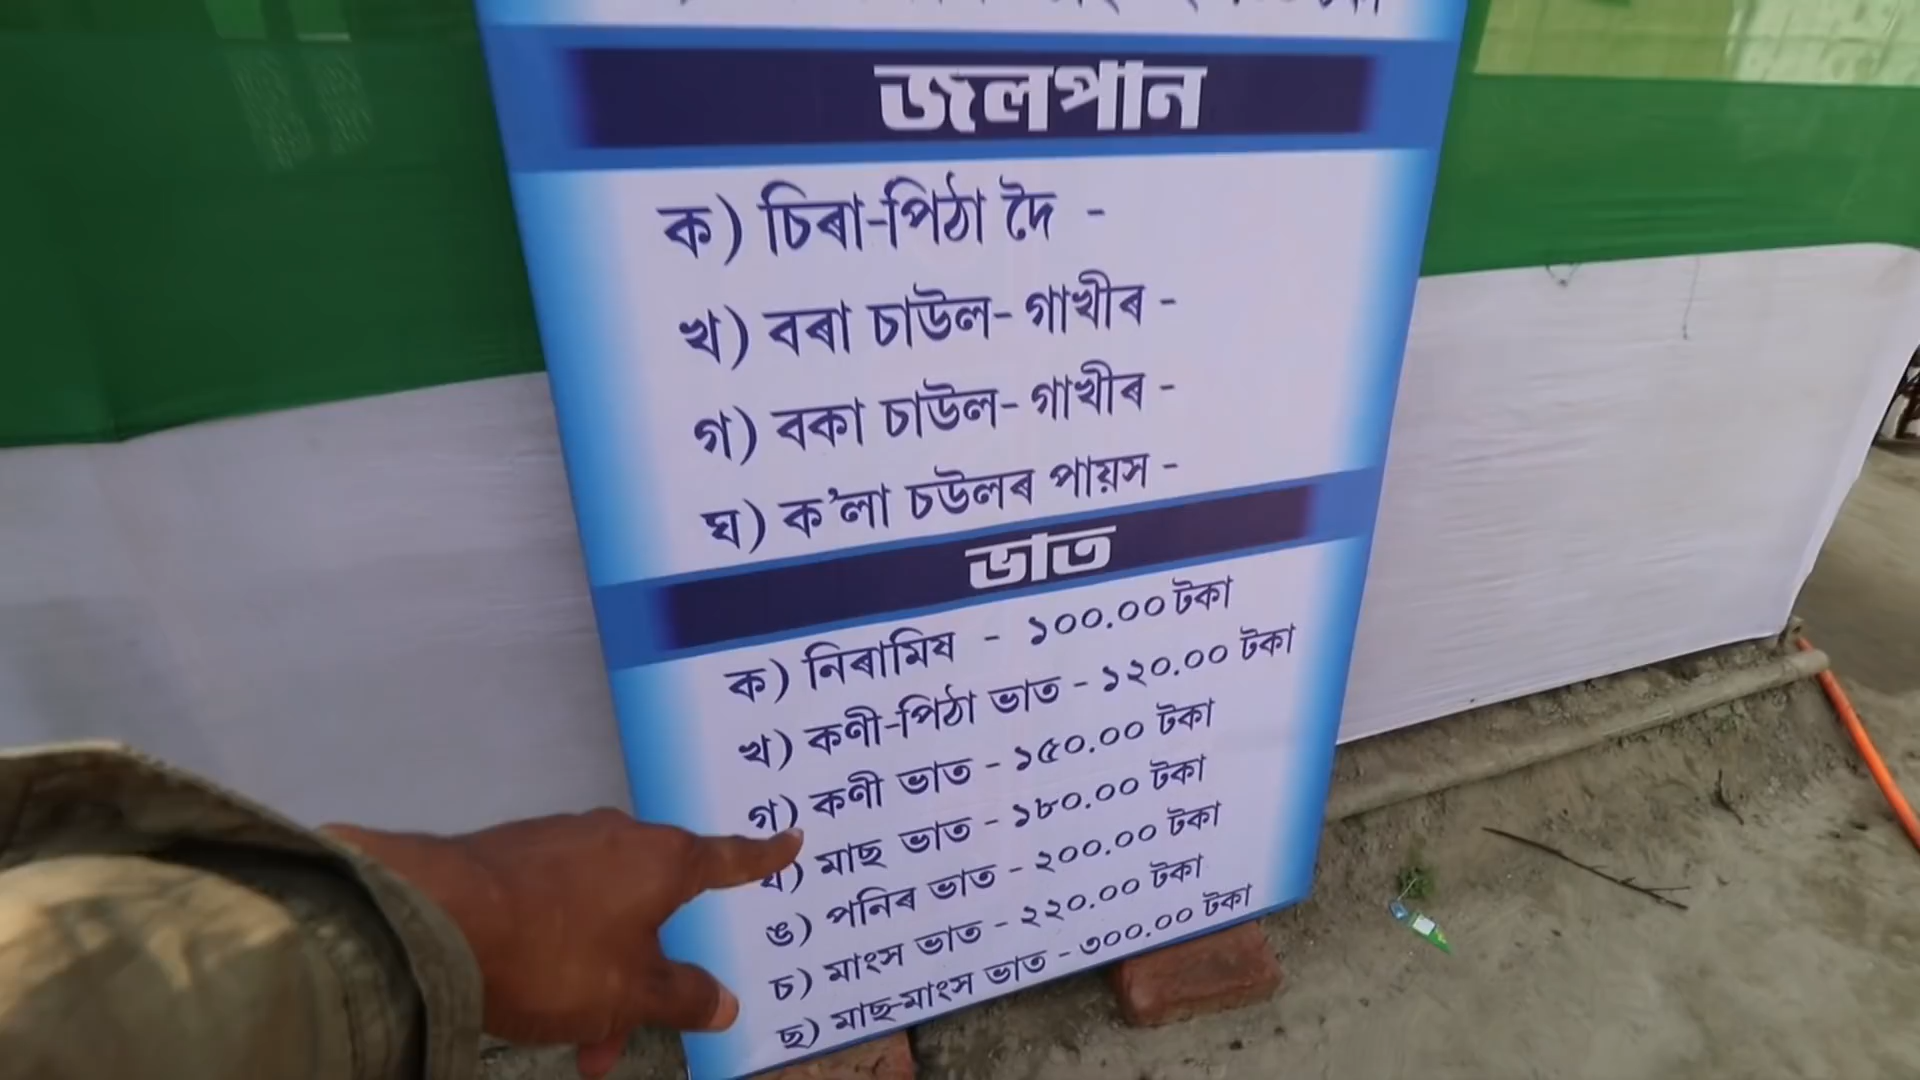 জলপান
ক) চিৰা-পিঠা দৈ -
খ) বৰা চাউল- গাখীৰ -
গ) বকা চাউল- গাখীৰ -
ঘ) ক'লা চউলৰ পায়স -
ভাত
ক) নিৰামিষ - ১০০.০০ টকা
খ) কণী-পিঠা ভাত - ১২০.০০ টকা
গ) কণী ভাত - ১৫০.০০ টকা
ঘ) মাছ ভাত - ১৮০.০০ টকা
ঙ) পনিৰ ভাত - ২০০.০০ টকা
চ) মাংস ভাত - ২২০.০০ টকা
ছ) মাছ-মাংস ভাত - ৩০০.০০ টকা